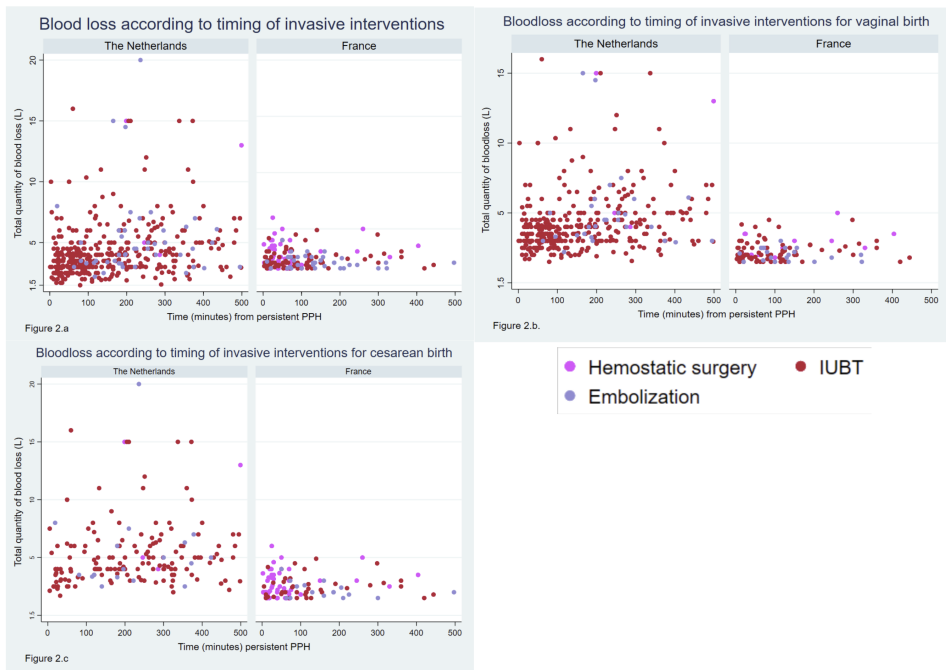 Blood loss according to timing of invasive interventions
The Netherlands
France
Total quantity of blood loss (L)
20
15
10
5
1.5
0 100 200 300 400 500
0 100 200 300 400 500
Time (minutes) from persistent PPH
Figure 2.a
Bloodloss according to timing of invasive interventions for vaginal birth
The Netherlands
France
Total quantity of bloodloss (L)
15
10
5
1.5
0 100 200 300 400 500
0 100 200 300 400 500
Time (minutes) from persistent PPH
Figure 2.b.
Bloodloss according to timing of invasive interventions for cesarean birth
The Netherlands
France
Total quantity of blood loss (L)
20
15
10
5
1.5
0 100 200 300 400 500
0 100 200 300 400 500
Time (minutes) persistent PPH
Figure 2.c
Hemostatic surgery
IUBT
Embolization